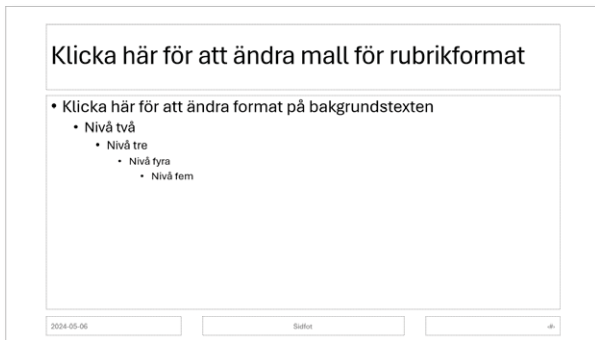 Klicka här för att ändra mall för rubrikformat
• Klicka här för att ändra format på bakgrundstexten
• Nivå två
• Nivå tre
• Nivå fyra
• Nivå fem
2024-05-06
Sidfot
‹#›